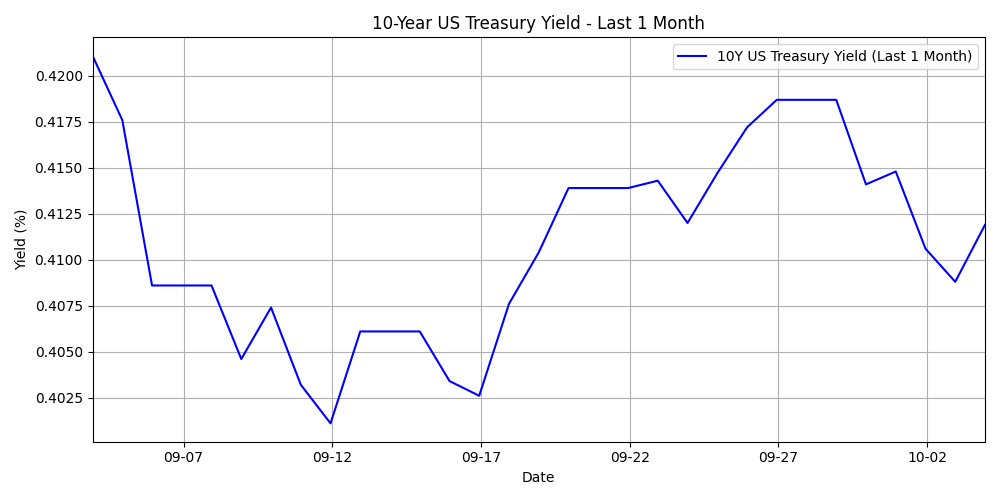 10-Year US Treasury Yield - Last 1 Month
10Y US Treasury Yield (Last 1 Month)
0.4200
0.4175
0.4150
0.4125
0.4100
0.4075
0.4050
0.4025
Yield (%)
09-07 09-12 09-17 09-22 09-27 10-02
Date